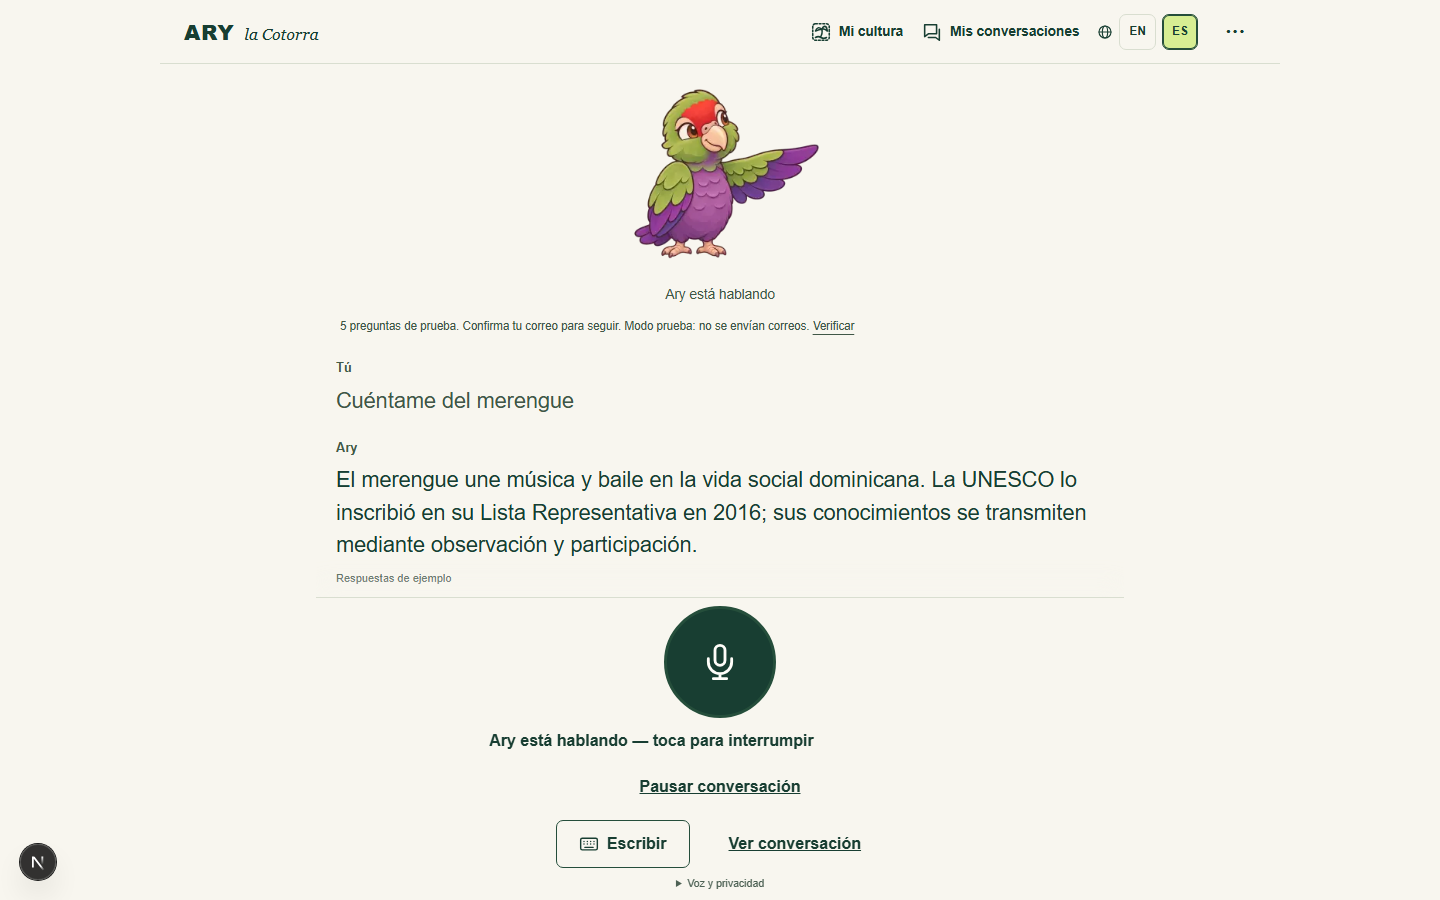 ARY la Cotorra
Mi cultura
Mis conversaciones
EN
ES
Ary está hablando
5 preguntas de prueba. Confirma tu correo para seguir. Modo prueba: no se envían correos. Verificar
Tú
Cuéntame del merengue
Ary
El merengue une música y baile en la vida social dominicana. La UNESCO lo
inscribió en su Lista Representativa en 2016; sus conocimientos se transmiten
mediante observación y participación.
Respuestas de ejemplo
Ary está hablando — toca para interrumpir
Pausar conversación
Escribir
Ver conversación
N
Voz y privacidad